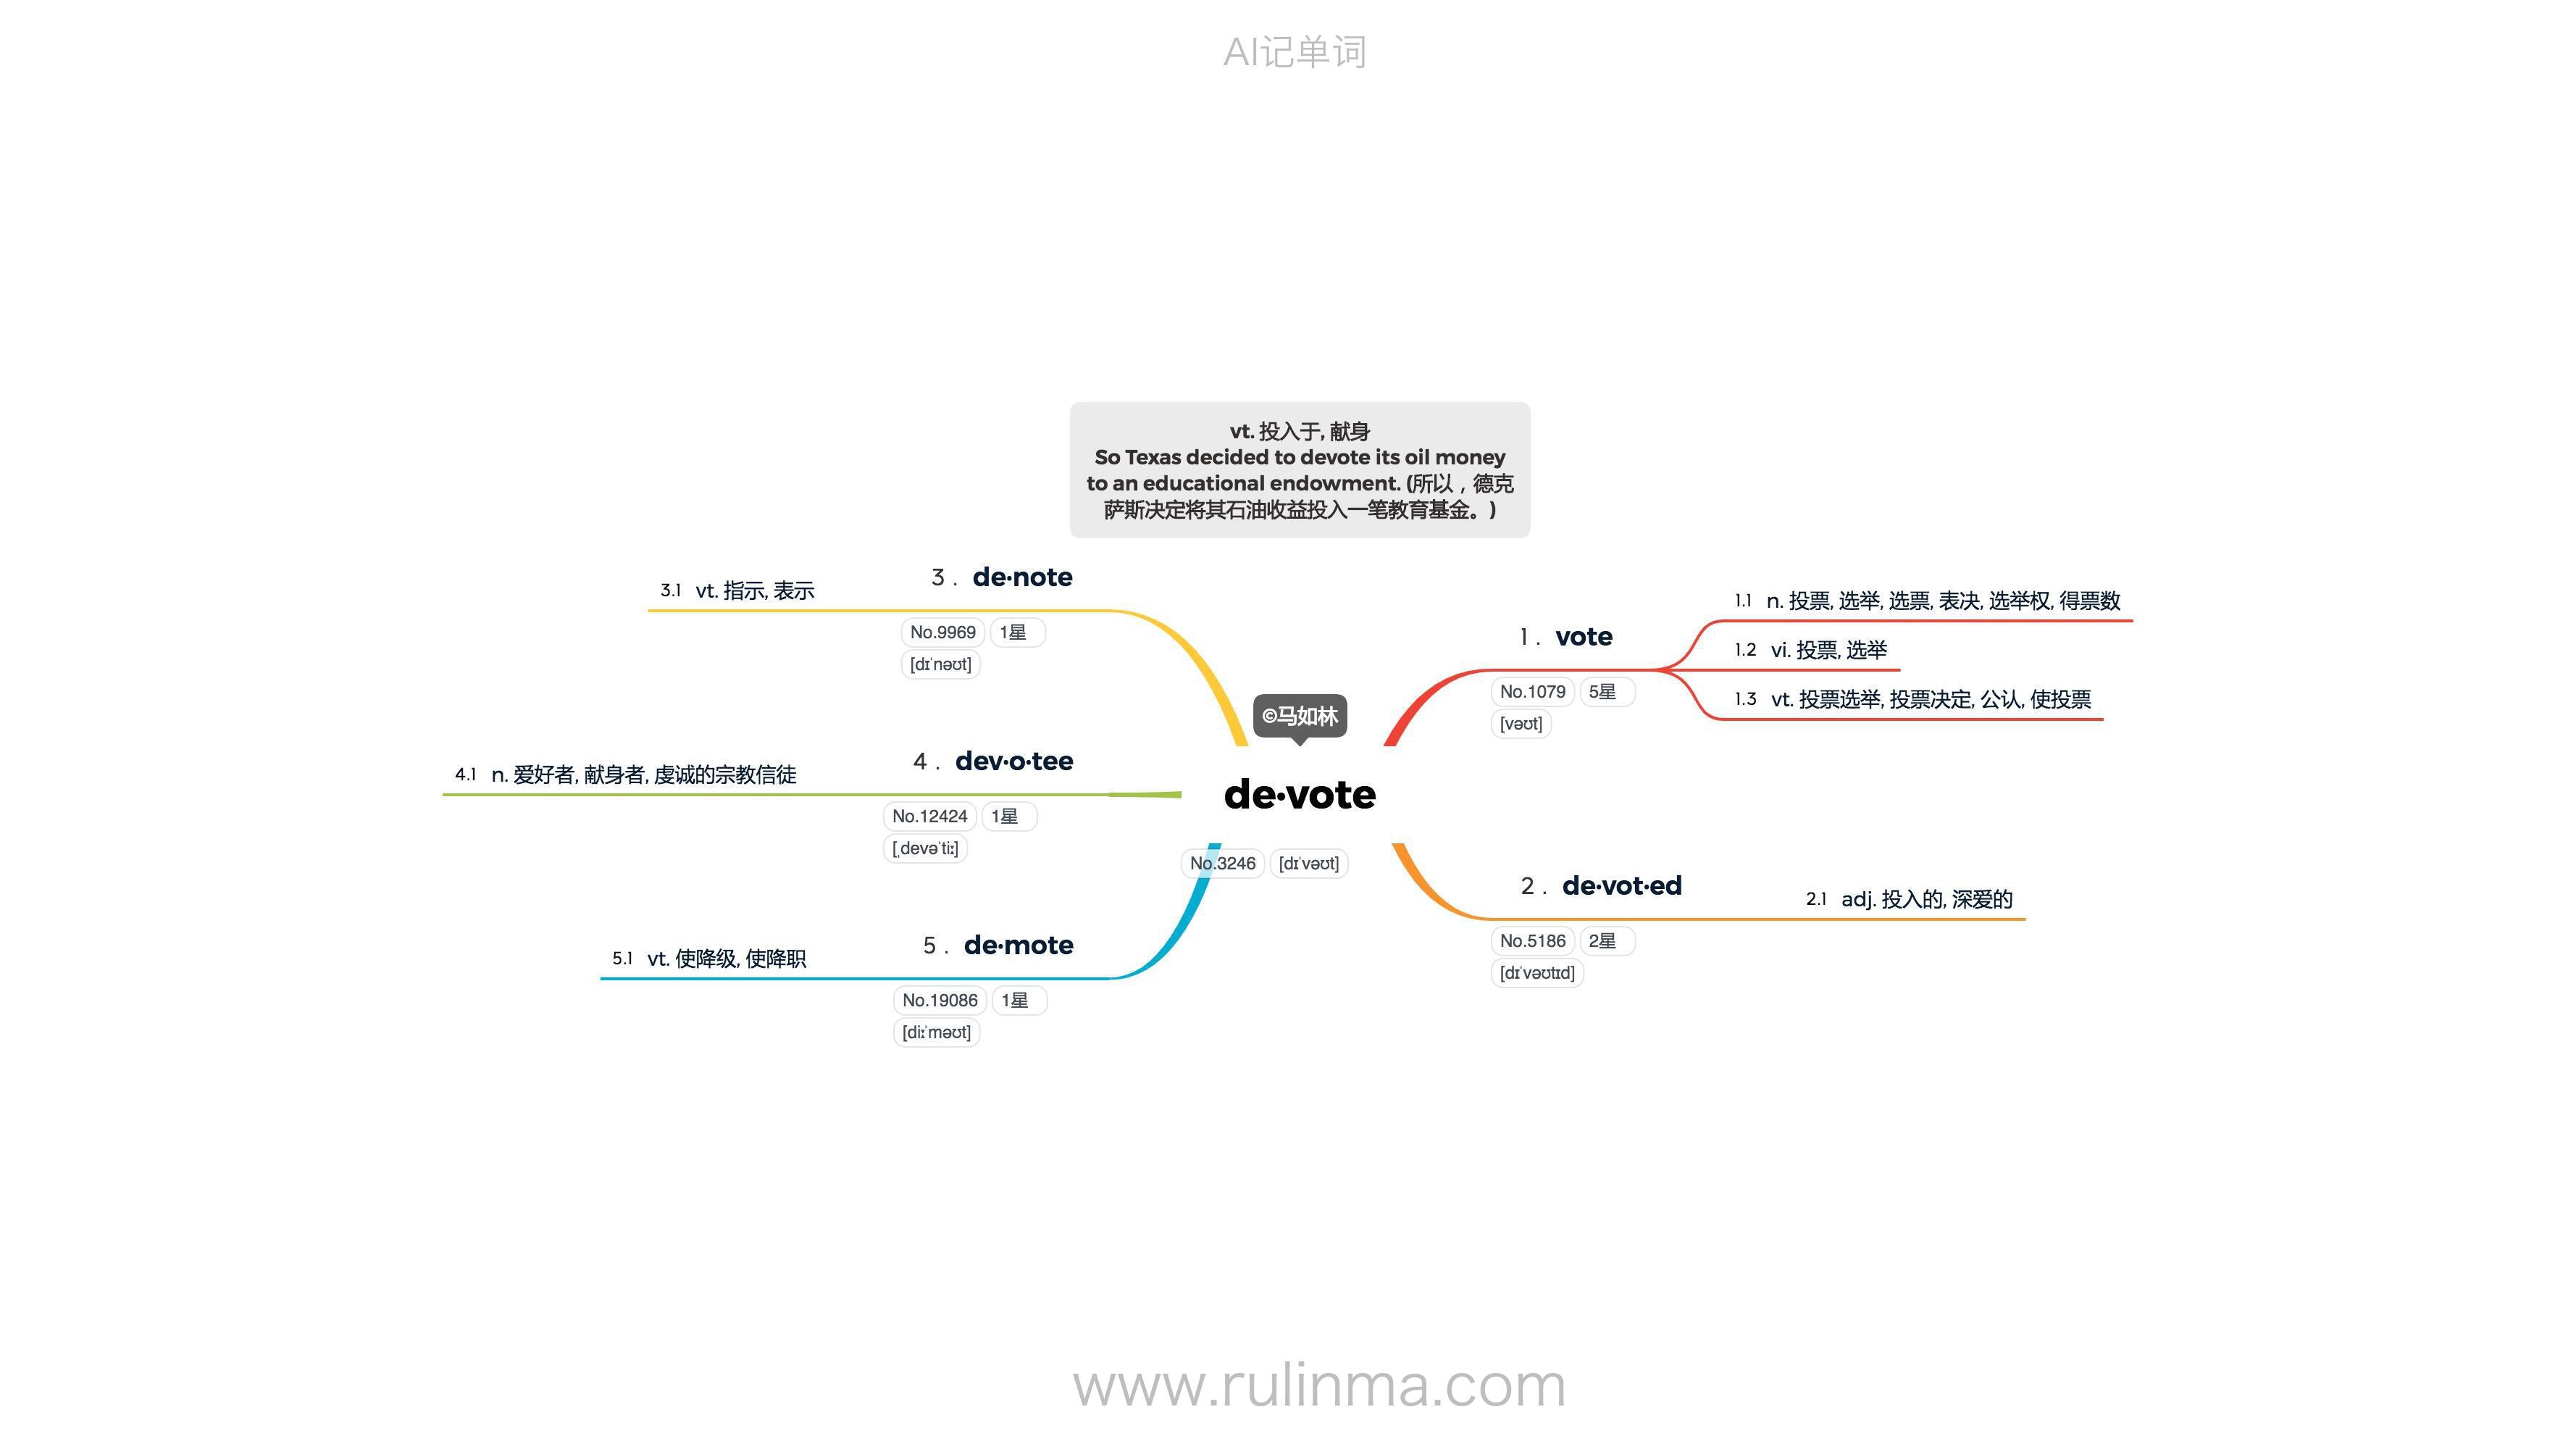 AI记单词
vt. 投入于, 献身
So Texas decided to devote its oil money
to an educational endowment. (所以，德克
萨斯决定将其石油收益投入一笔教育基金。)
©马如林
de·vote
No.3246 [dɪˈvəʊt]
1 . vote
No.1079 5星
[vəʊt]
1.1 n. 投票, 选举, 选票, 表决, 选举权, 得票数
1.2 vi. 投票, 选举
1.3 vt. 投票选举, 投票决定, 公认, 使投票
2 . de·vot·ed
No.5186 2星
[dɪˈvəʊtɪd]
2.1 adj. 投入的, 深爱的
3 . de·note
No.9969 1星
[dɪˈnəʊt]
3.1 vt. 指示, 表示
4 . dev·o·tee
No.12424 1星
[ˌdevəˈtiː]
4.1 n. 爱好者, 献身者, 虔诚的宗教信徒
5 . de·mote
No.19086 1星
[diːˈməʊt]
5.1 vt. 使降级, 使降职
www.rulinma.com